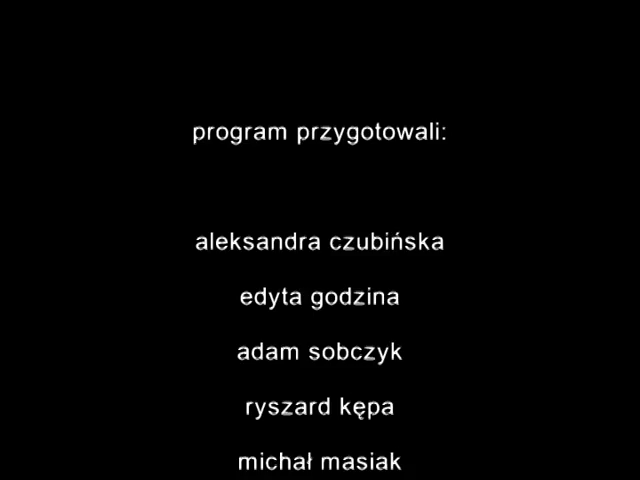 program przygotowali:
aleksandra czubińska
edyta godzina
adam sobczyk
ryszard kępa
michał masiak